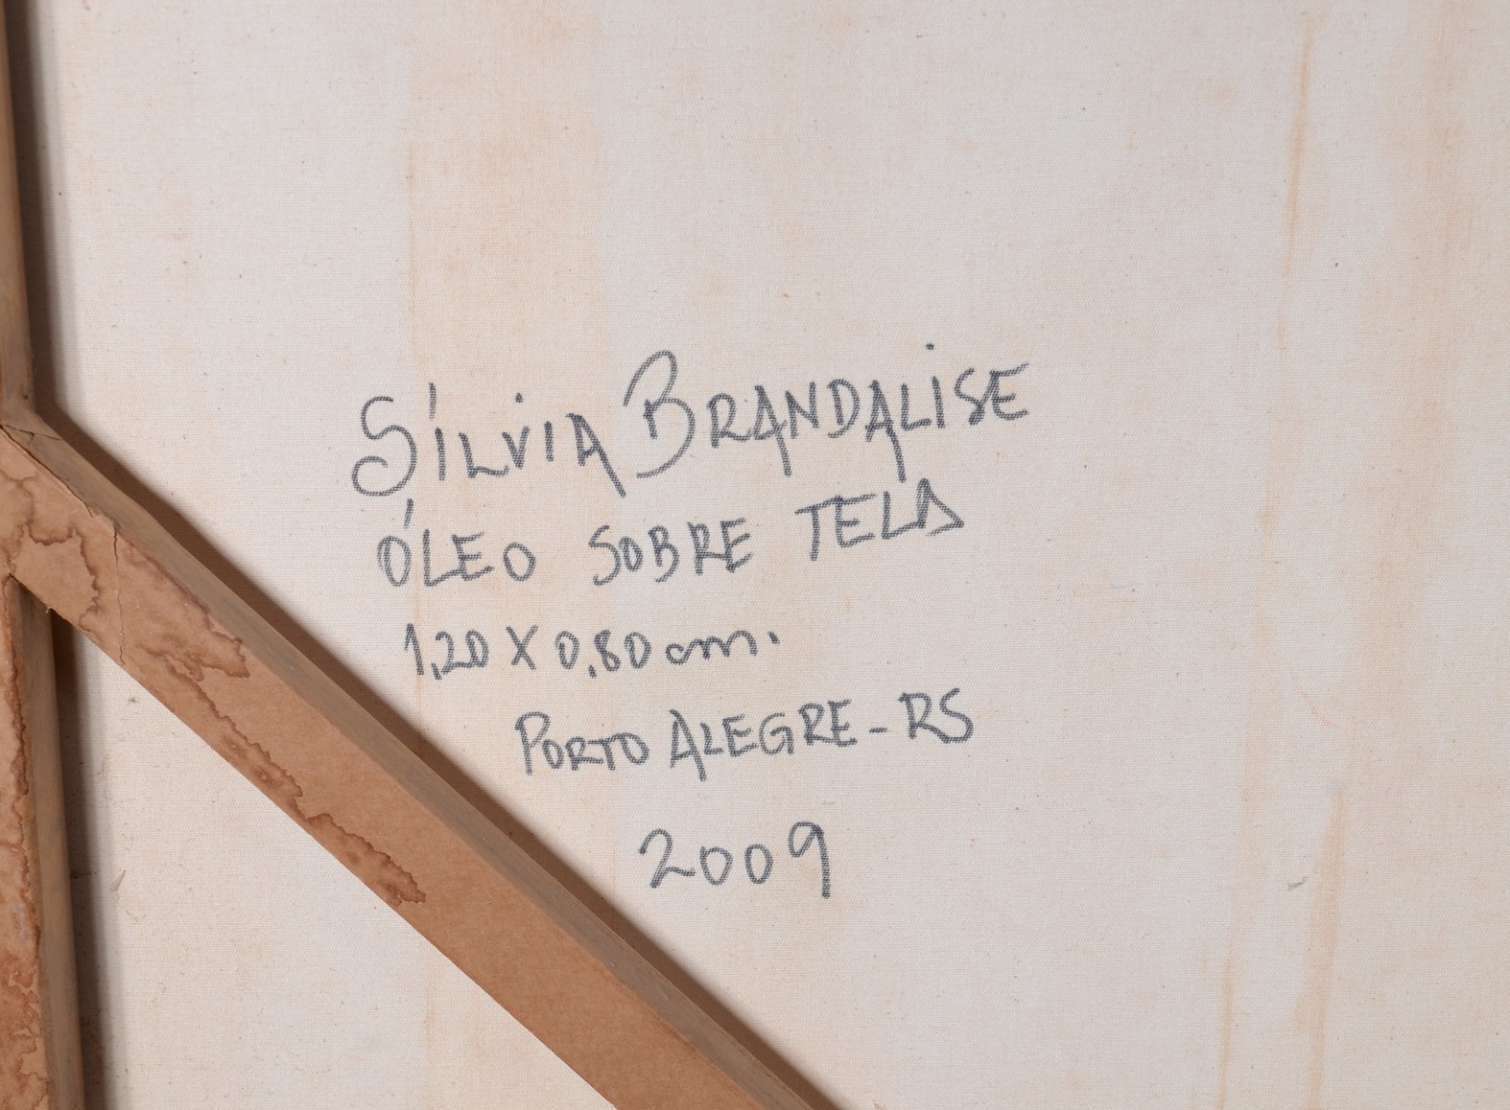 Sílvia Brandalise
Óleo sobre tela
1,20 x 0,80 cm.
Porto Alegre - RS
2009